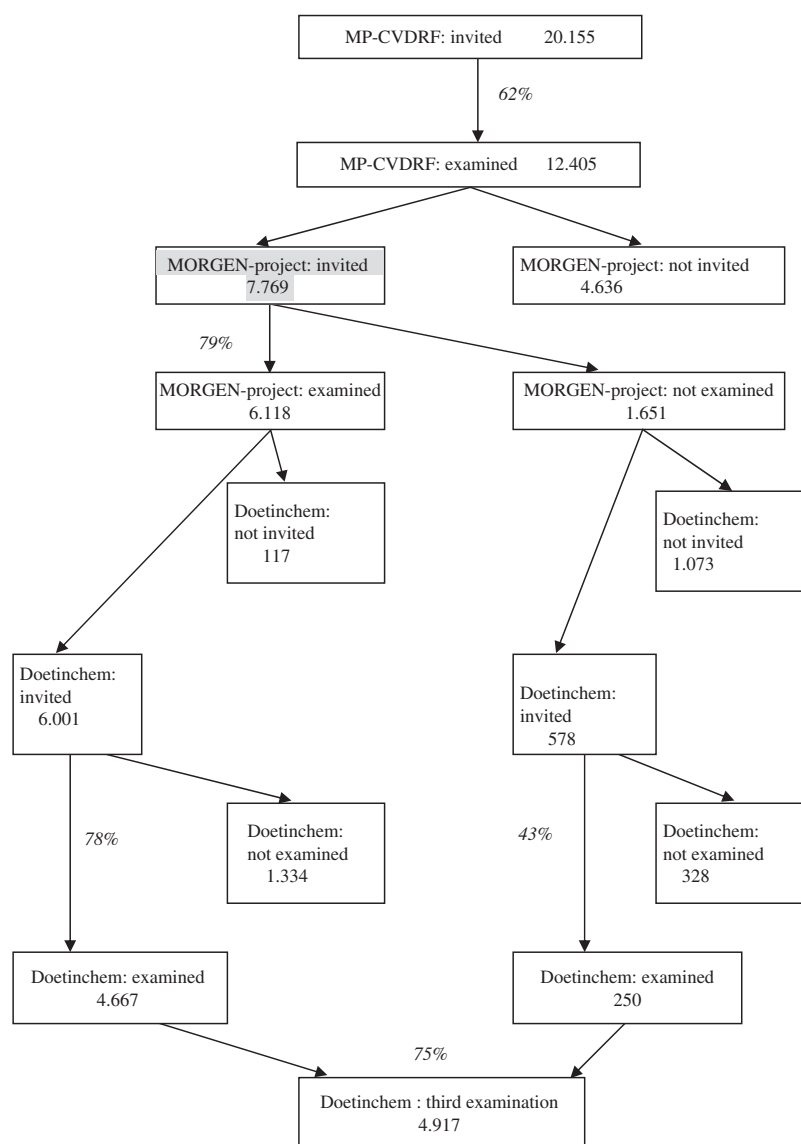 MP-CVDRF: invited 20.155
62%
MP-CVDRF: examined 12.405
MORGEN-project: invited
7.769
MORGEN-project: not invited
4.636
79%
MORGEN-project: examined
6.118
MORGEN-project: not examined
1.651
Doetinchem:
not invited
117
Doetinchem:
not invited
1.073
Doetinchem:
invited
6.001
Doetinchem:
invited
578
78%
Doetinchem:
not examined
1.334
43%
Doetinchem:
not examined
328
Doetinchem: examined
4.667
Doetinchem: examined
250
75%
Doetinchem : third examination
4.917